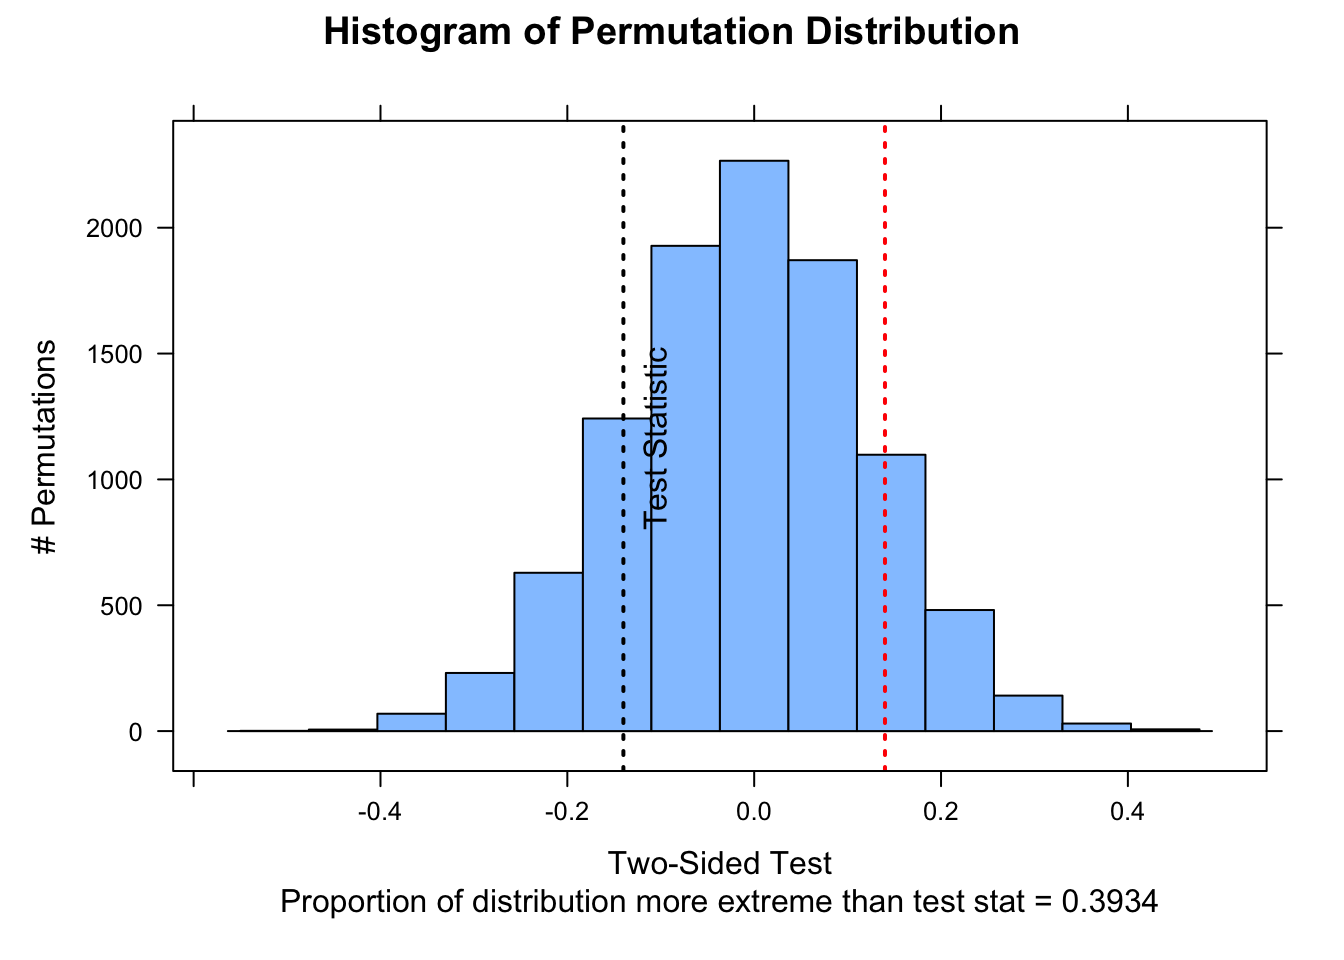 Histogram of Permutation Distribution
# Permutations
2000
1500
1000
500
0
Test Statistic
-0.4
-0.2
0.0
0.2
0.4
Two-Sided Test
Proportion of distribution more extreme than test stat = 0.3934